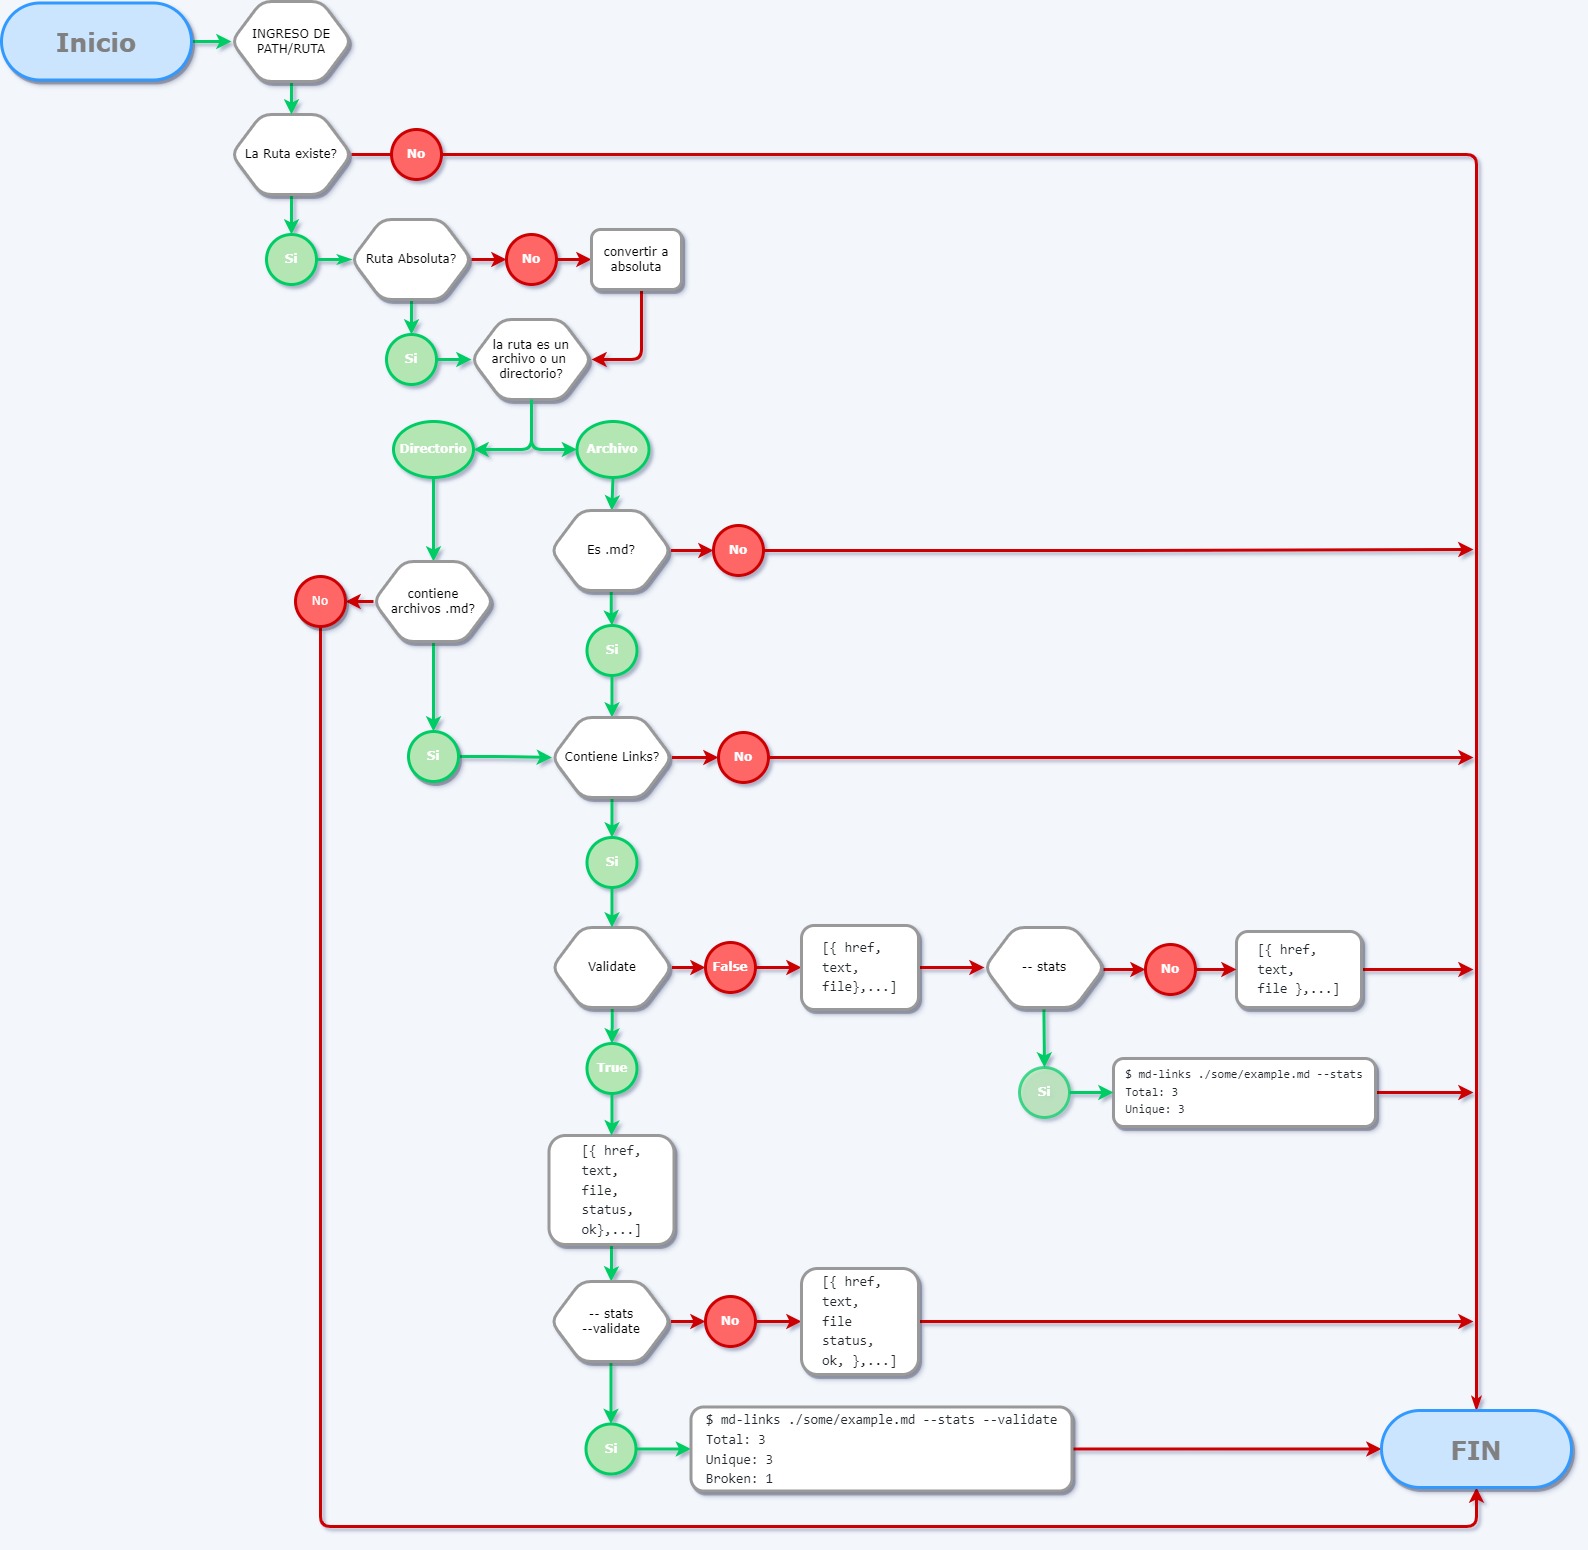 Inicio
INGRESO DE
PATH/RUTA
La Ruta existe?
No
Si
Ruta Absoluta?
No
convertir a
absoluta
Si
la ruta es un
archivo o un
directorio?
Directorio
Archivo
Es .md?
No
No
contiene
archivos .md?
Si
Si
Contiene Links?
No
Si
Validate
False
[{ href,
text,
file},...]
-- stats
No
[{ href,
text,
file },...]
True
Si
$ md-links ./some/example.md --stats
Total: 3
Unique: 3
[{ href,
text,
file,
status,
ok},...]
-- stats
--validate
No
[{ href,
text,
file
status,
ok, },...]
Si
$ md-links ./some/example.md --stats --validate
Total: 3
Unique: 3
Broken: 1
FIN